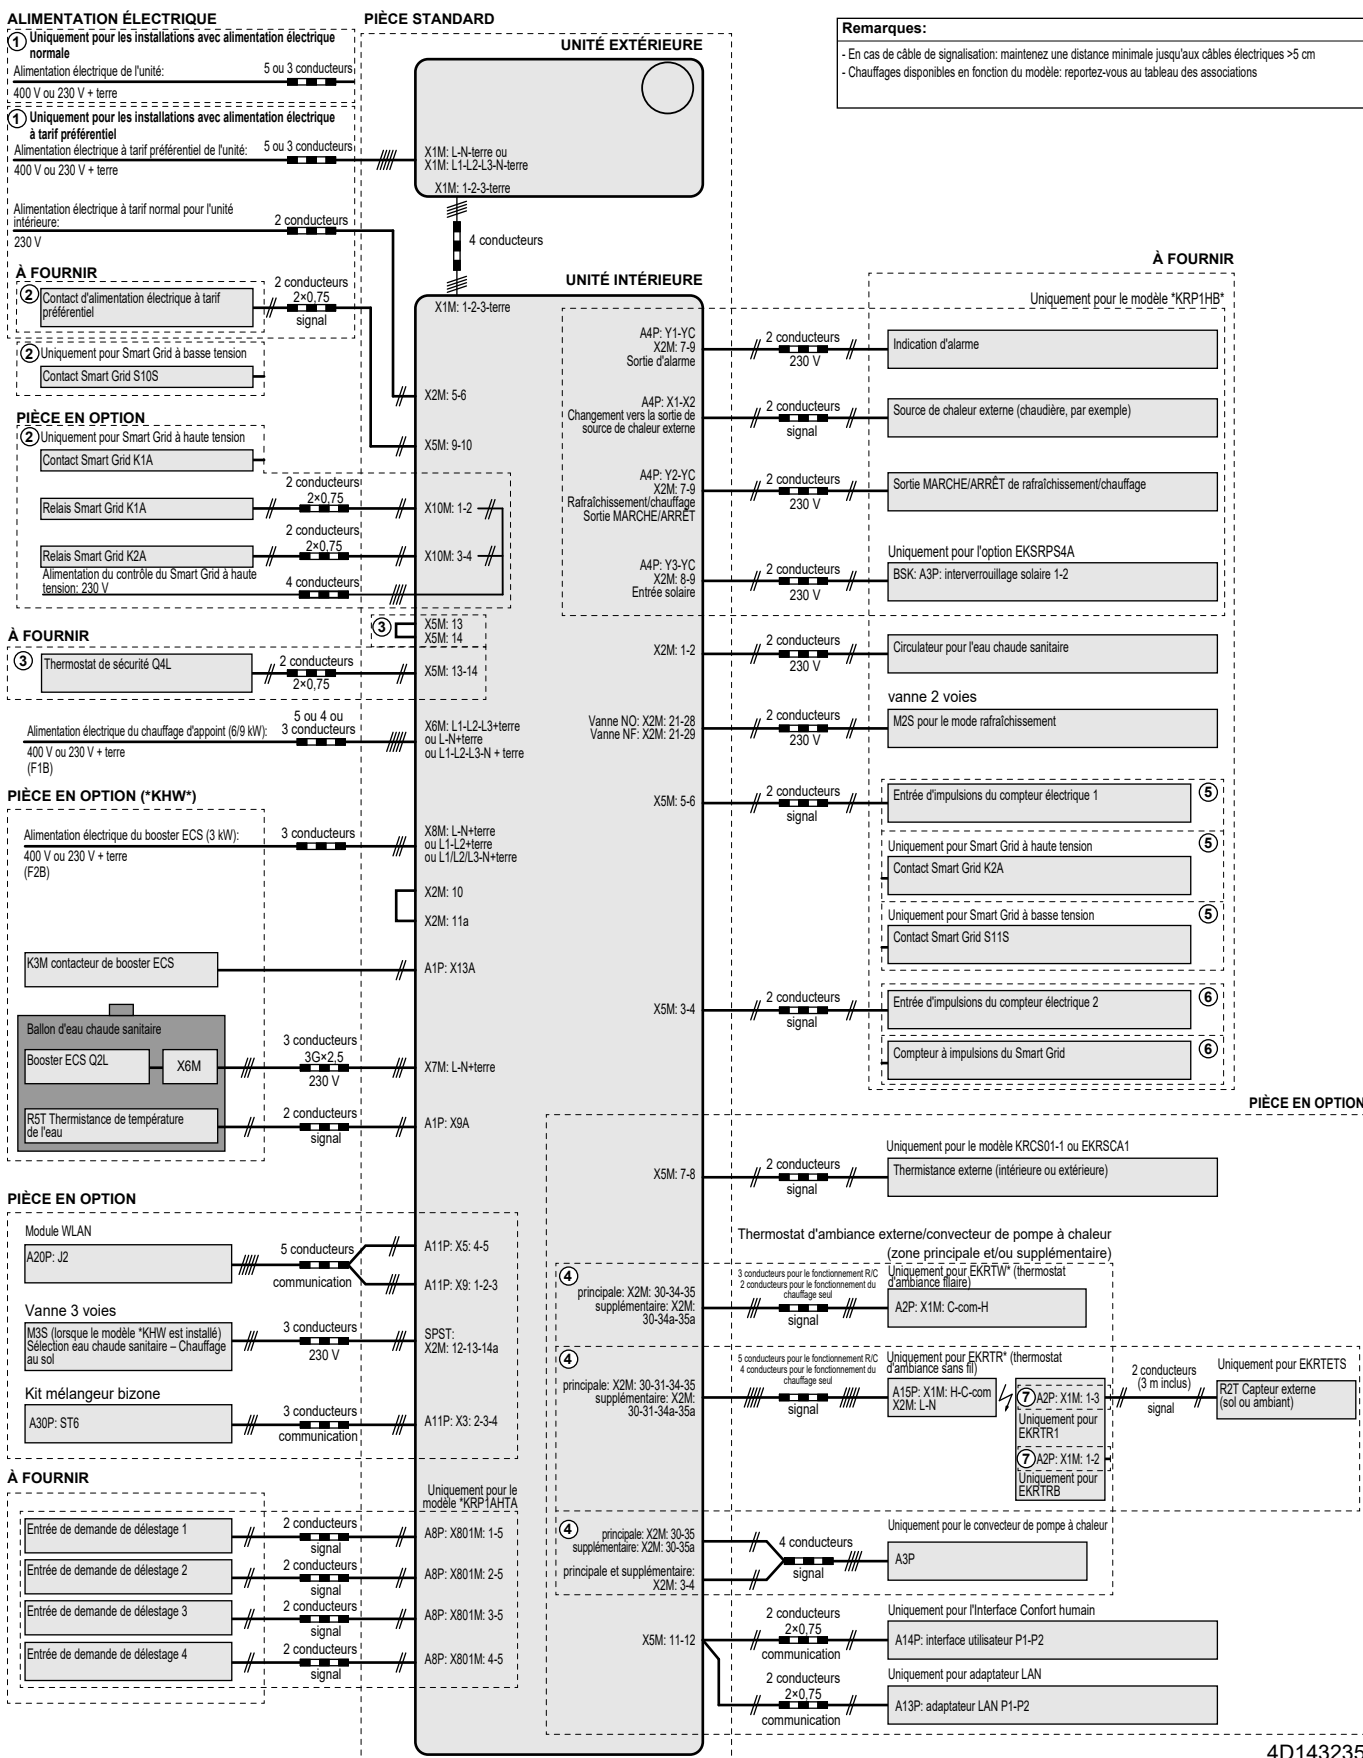 ALIMENTATION ÉLECTRIQUE
1 Uniquement pour les installations avec alimentation électrique
normale
Alimentation électrique de l'unité:
5 ou 3 conducteurs
400 V ou 230 V + terre
1 Uniquement pour les installations avec alimentation électrique
à tarif préférentiel
Alimentation électrique à tarif préférentiel de l'unité:
5 ou 3 conducteurs
400 V ou 230 V + terre
Alimentation électrique à tarif normal pour l'unité
intérieure:
2 conducteurs
230 V
À FOURNIR
2 Contact d'alimentation électrique à tarif
préférentiel
2 conducteurs
2×0,75
signal
2 Uniquement pour Smart Grid à basse tension
Contact Smart Grid S10S
PIÈCE EN OPTION
2 Uniquement pour Smart Grid à haute tension
Contact Smart Grid K1A
Relais Smart Grid K1A
2 conducteurs
2×0,75
Relais Smart Grid K2A
2 conducteurs
2×0,75
Alimentation du contrôle du Smart Grid à haute
tension: 230 V
4 conducteurs
À FOURNIR
3 Thermostat de sécurité Q4L
2 conducteurs
2×0,75
Alimentation électrique du chauffage d'appoint (6/9 kW):
5 ou 4 ou
3 conducteurs
400 V ou 230 V + terre
(F1B)
PIÈCE EN OPTION (*KHW*)
Alimentation électrique du booster ECS (3 kW):
3 conducteurs
400 V ou 230 V + terre
(F2B)
K3M contacteur de booster ECS
Ballon d'eau chaude sanitaire
Booster ECS Q2L
X6M
3 conducteurs
3G×2,5
230 V
R5T Thermistance de température
de l'eau
2 conducteurs
signal
PIÈCE EN OPTION
Module WLAN
A20P: J2
5 conducteurs
communication
Vanne 3 voies
M3S (lorsque le modèle *KHW est installé)
Sélection eau chaude sanitaire – Chauffage
au sol
3 conducteurs
230 V
Kit mélangeur bizone
A30P: ST6
3 conducteurs
communication
À FOURNIR
Entrée de demande de délestage 1
2 conducteurs
signal
Entrée de demande de délestage 2
2 conducteurs
signal
Entrée de demande de délestage 3
2 conducteurs
signal
Entrée de demande de délestage 4
2 conducteurs
signal
PIÈCE STANDARD
UNITÉ EXTÉRIEURE
X1M: L-N-terre ou
X1M: L1-L2-L3-N-terre
X1M: 1-2-3-terre
4 conducteurs
UNITÉ INTÉRIEURE
X1M: 1-2-3-terre
X2M: 5-6
X5M: 9-10
X10M: 1-2
X10M: 3-4
3
X5M: 13
X5M: 14
X5M: 13-14
X6M: L1-L2-L3+terre
ou L-N+terre
ou L1-L2-L3-N + terre
X8M: L-N+terre
ou L1-L2+terre
ou L1/L2/L3-N+terre
X2M: 10
X2M: 11a
A1P: X13A
X7M: L-N+terre
A1P: X9A
A11P: X5: 4-5
A11P: X9: 1-2-3
SPST:
X2M: 12-13-14a
A11P: X3: 2-3-4
Uniquement pour le
modèle *KRP1AHTA
A8P: X801M: 1-5
A8P: X801M: 2-5
A8P: X801M: 3-5
A8P: X801M: 4-5
Remarques:
- En cas de câble de signalisation: maintenez une distance minimale jusqu'aux câbles électriques >5 cm
- Chauffages disponibles en fonction du modèle: reportez-vous au tableau des associations
À FOURNIR
Uniquement pour le modèle *KRP1HB*
A4P: Y1-YC
X2M: 7-9
Sortie d'alarme
2 conducteurs
230 V
Indication d'alarme
A4P: X1-X2
Changement vers la sortie de
source de chaleur externe
2 conducteurs
signal
Source de chaleur externe (chaudière, par exemple)
A4P: Y2-YC
X2M: 7-9
Rafraîchissement/chauffage
Sortie MARCHE/ARRÊT
2 conducteurs
230 V
Sortie MARCHE/ARRÊT de rafraîchissement/chauffage
Uniquement pour l'option EKSRPS4A
A4P: Y3-YC
X2M: 8-9
Entrée solaire
2 conducteurs
230 V
BSK: A3P: interverrouillage solaire 1-2
X2M: 1-2
2 conducteurs
230 V
Circulateur pour l'eau chaude sanitaire
vanne 2 voies
Vanne NO: X2M: 21-28
Vanne NF: X2M: 21-29
2 conducteurs
230 V
M2S pour le mode rafraîchissement
X5M: 5-6
2 conducteurs
signal
Entrée d'impulsions du compteur électrique 1
5
Uniquement pour Smart Grid à haute tension
5
Contact Smart Grid K2A
Uniquement pour Smart Grid à basse tension
5
Contact Smart Grid S11S
X5M: 3-4
2 conducteurs
signal
Entrée d'impulsions du compteur électrique 2
6
Compteur à impulsions du Smart Grid
6
PIÈCE EN OPTION
Uniquement pour le modèle KRCS01-1 ou EKRSCA1
X5M: 7-8
2 conducteurs
signal
Thermistance externe (intérieure ou extérieure)
Thermostat d'ambiance externe/convecteur de pompe à chaleur
(zone principale et/ou supplémentaire)
4
principale: X2M: 30-34-35
supplémentaire: X2M:
30-34a-35a
3 conducteurs pour le fonctionnement R/C
2 conducteurs pour le fonctionnement du
chauffage seul
signal
Uniquement pour EKRTW* (thermostat
d'ambiance filaire)
A2P: X1M: C-com-H
4
principale: X2M: 30-31-34-35
supplémentaire: X2M:
30-31-34a-35a
5 conducteurs pour le fonctionnement R/C
4 conducteurs pour le fonctionnement du
chauffage seul
signal
Uniquement pour EKRTR* (thermostat
d'ambiance sans fil)
A15P: X1M: H-C-com
X2M: L-N
7 A2P: X1M: 1-3
Uniquement pour
EKRTR1
7 A2P: X1M: 1-2
Uniquement pour
EKRTRB
2 conducteurs
(3 m inclus)
signal
Uniquement pour EKRTETS
R2T Capteur externe
(sol ou ambiant)
4
principale: X2M: 30-35
supplémentaire: X2M: 30-35a
principale et supplémentaire:
X2M: 3-4
4 conducteurs
signal
Uniquement pour le convecteur de pompe à chaleur
A3P
X5M: 11-12
2 conducteurs
2×0,75
communication
Uniquement pour l'Interface Confort humain
A14P: interface utilisateur P1-P2
2 conducteurs
2×0,75
communication
Uniquement pour adaptateur LAN
A13P: adaptateur LAN P1-P2
4D143235